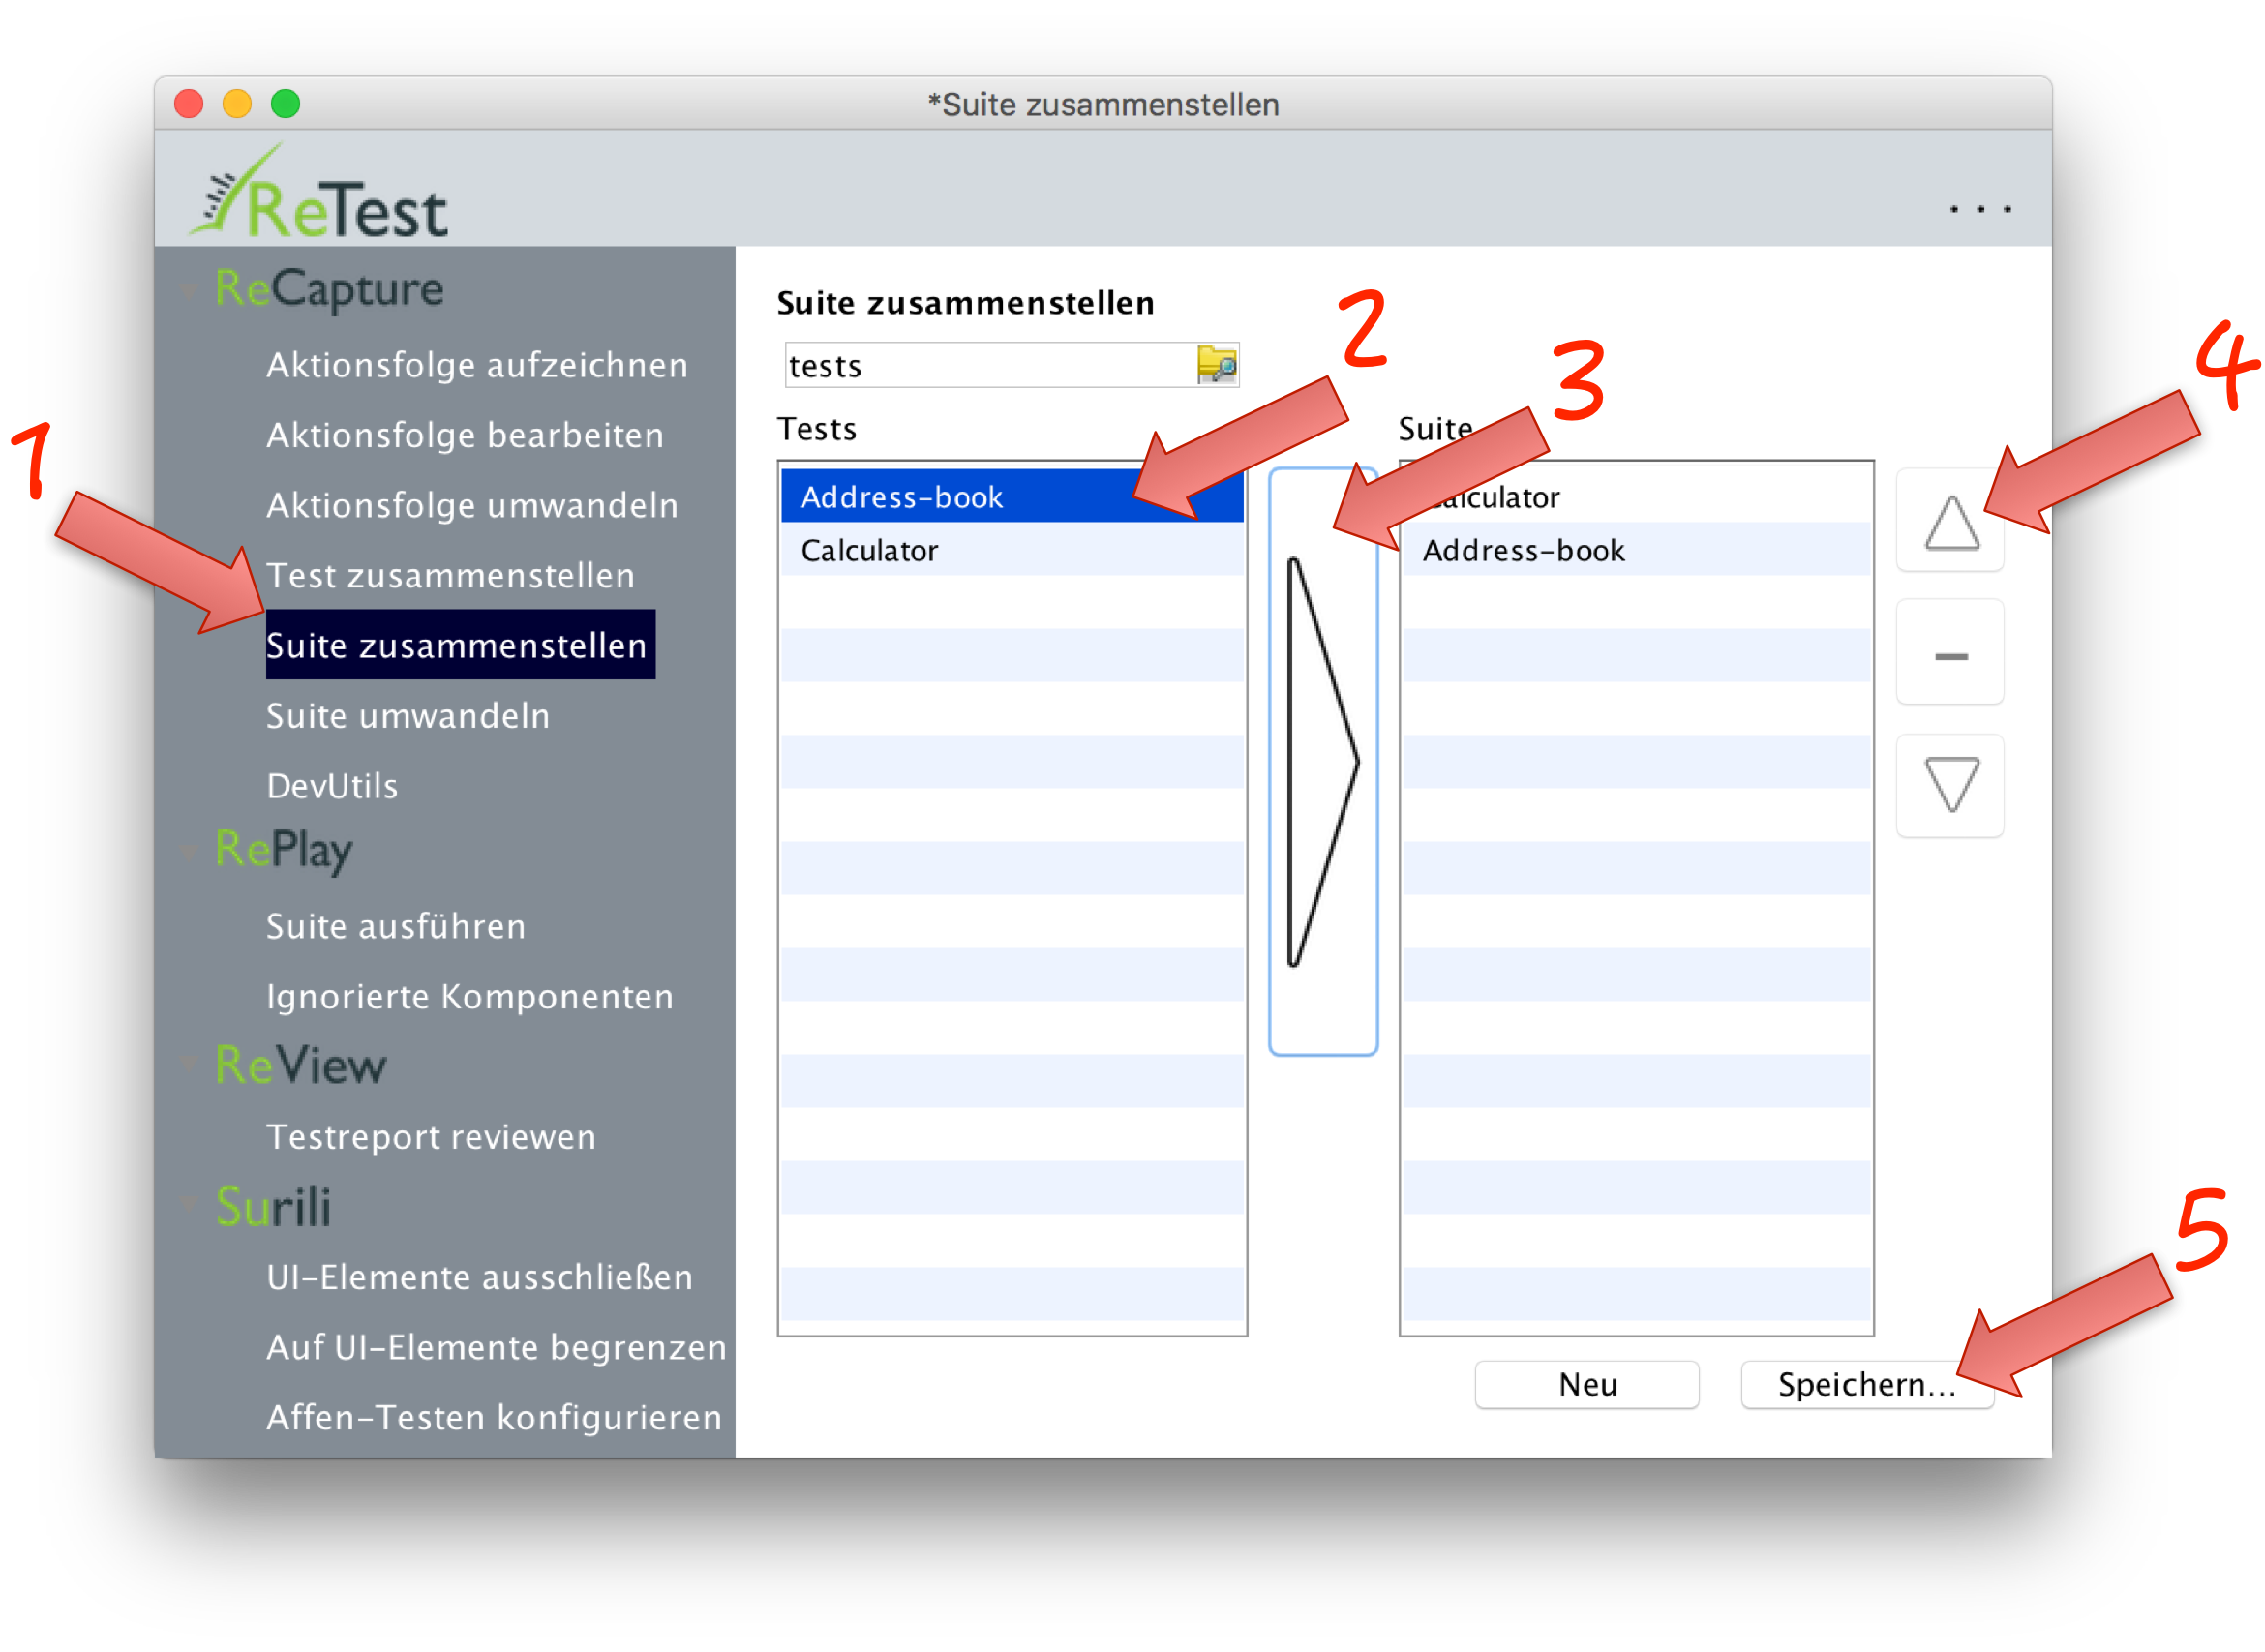 *Suite zusammenstellen
ReTest
...
ReCapture
Aktionsfolge aufzeichnen
Aktionsfolge bearbeiten
Aktionsfolge umwandeln
Test zusammenstellen
Suite zusammenstellen
Suite umwandeln
DevUtils
RePlay
Suite ausführen
Ignorierte Komponenten
ReView
Testreport reviewen
Surili
UI-Elemente ausschließen
Auf UI-Elemente begrenzen
Affen-Testen konfigurieren
1
Suite zusammenstellen
tests
2
3
4
Tests
Address-book
Calculator
Suite
Calculator
Address-book
–
5
Neu
Speichern...